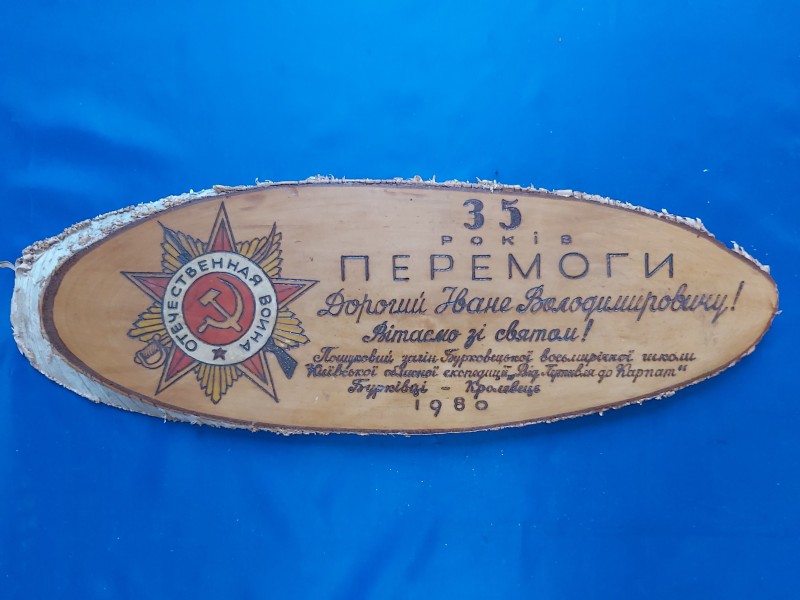 ОТЕЧЕСТВЕННАЯ ВОЙНА
35
років
ПЕРЕМОГИ
Дорогий Іване Володимировичу!
Вітаємо зі святом!
Пошуковий загін Бурковецької восьмирічної школи
Київської обласної експедиції „Від Путивля до Карпат"
Бурківці - Кролевець
1980